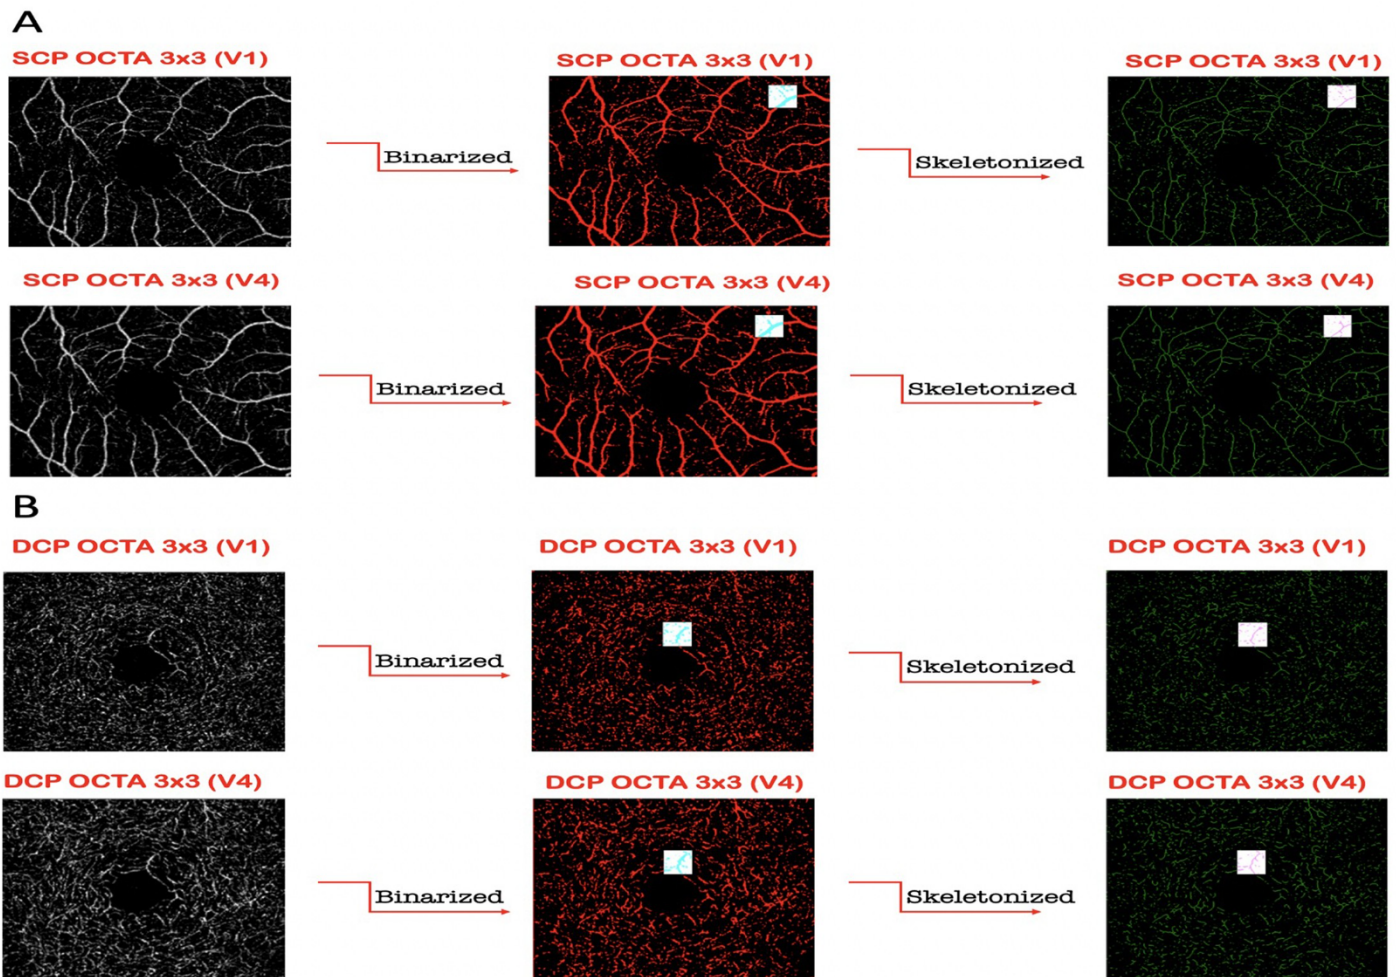 A
SCP OCTA 3x3 (V1)
SCP OCTA 3x3 (V1)
SCP OCTA 3x3 (V1)
Binarized
Skeletonized
SCP OCTA 3x3 (V4)
SCP OCTA 3x3 (V4)
SCP OCTA 3x3 (V4)
Binarized
Skeletonized
B
DCP OCTA 3x3 (V1)
DCP OCTA 3x3 (V1)
DCP OCTA 3x3 (V1)
Binarized
Skeletonized
DCP OCTA 3x3 (V4)
DCP OCTA 3x3 (V4)
DCP OCTA 3x3 (V4)
Binarized
Skeletonized